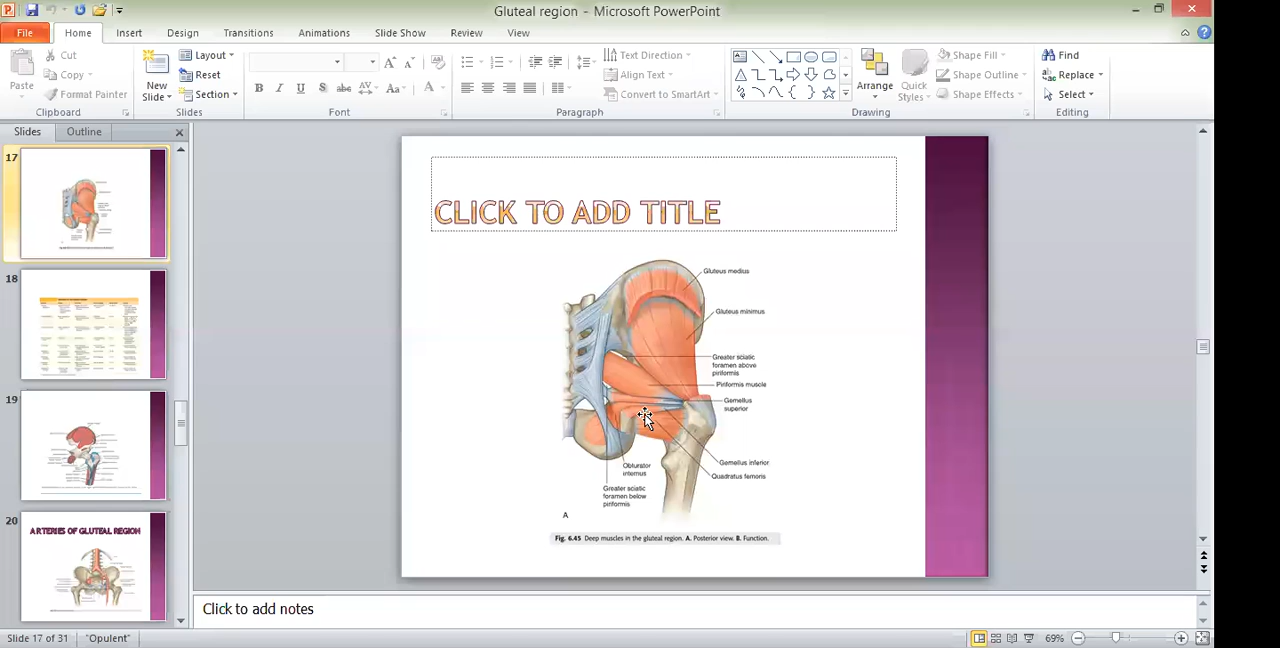 Gluteal region - Microsoft PowerPoint
File Home Insert Design Transitions Animations Slide Show Review View
Paste
Cut
Copy
Format Painter
Clipboard
New
Slide
Layout
Reset
Section
Slides
B I U S abc AV Aa A
Font
Text Direction
Align Text
Convert to SmartArt
Paragraph
Arrange
Quick
Styles
Shape Fill
Shape Outline
Shape Effects
Drawing
Find
Replace
Select
Editing
Slides Outline
17
18
19
20
ARTERIES OF GLUTEAL REGION
CLICK TO ADD TITLE
Gluteus medius
Gluteus minimus
Greater sciatic
foramen above
piriformis
Piriformis muscle
Gemellus
superior
Gemellus inferior
Quadratus femoris
Obturator
internus
Greater sciatic
foramen below
piriformis
A
Fig. 6.45 Deep muscles in the gluteal region. A. Posterior view. B. Function.
Click to add notes
Slide 17 of 31 "Opulent" 69%